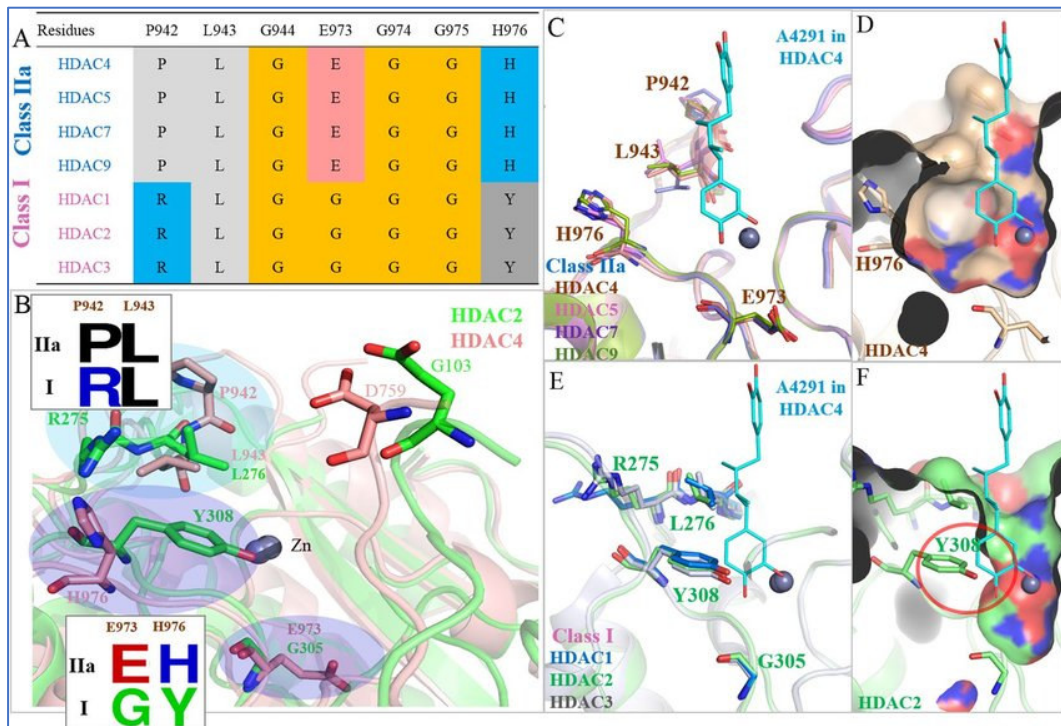 A
Residues P942 L943 G944 E973 G974 G975 H976
Class IIa
HDAC4 P L G E G G H
HDAC5 P L G E G G H
HDAC7 P L G E G G H
HDAC9 P L G E G G H
Class I
HDAC1 R L G G G G Y
HDAC2 R L G G G G Y
HDAC3 R L G G G G Y
B
P942 L943
IIa PL
I RL
HDAC2
HDAC4
P942
R275
L943
L276
D759
G103
Y308
Zn
H976
E973
G305
E973 H976
IIa EH
I GY
C
A4291 in
HDAC4
P942
L943
H976
Class IIa
HDAC4
HDAC5
HDAC7
HDAC9
E973
D
H976
HDAC4
E
A4291 in
HDAC4
R275
L276
Y308
Class I
HDAC1
HDAC2
HDAC3
G305
F
Y308
HDAC2